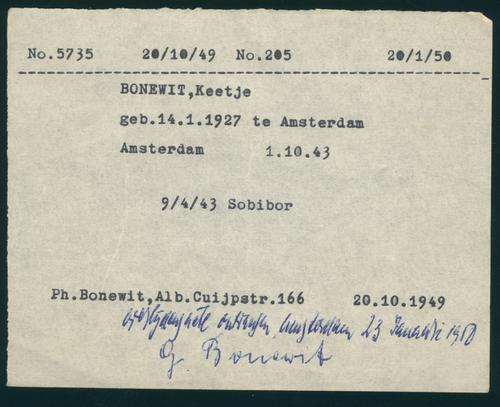 No.5735 20/10/49 No.205 20/1/50
BONEWIT,Keetje
geb.14.1.1927 te Amsterdam
Amsterdam 1.10.43
9/4/43 Sobibor
Ph.Bonewit,Alb.Cuijpstr.166 20.10.1949
ontvangen, Amsterdam 23 Januari 1950
Bonewit